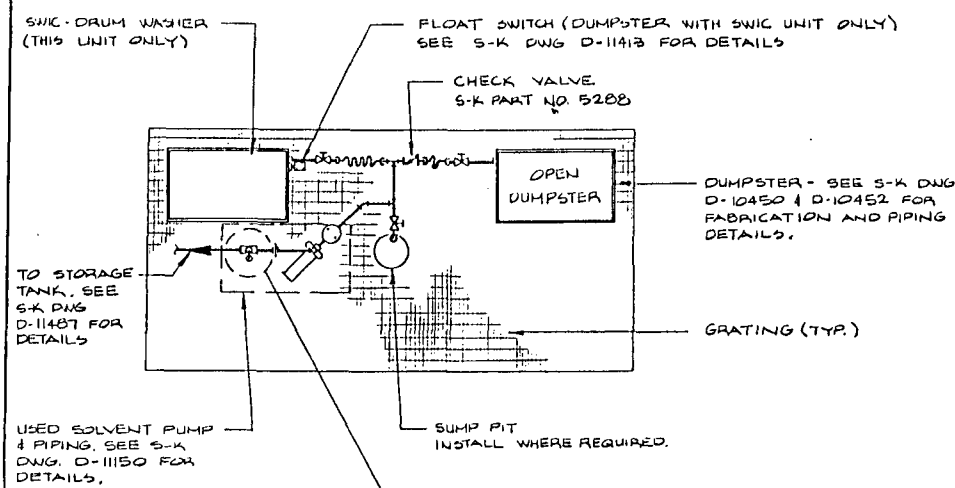 SWIC-DRUM WASHER
(THIS UNIT ONLY)
FLOAT SWITCH (DUMPSTER WITH SWIC UNIT ONLY)
SEE S-K DWG D-11413 FOR DETAILS
CHECK VALVE
S-K PART NO. 5288
OPEN
DUMPSTER
DUMPSTER - SEE S-K DWG
D-10450 & D-10452 FOR
FABRICATION AND PIPING
DETAILS.
TO STORAGE
TANK. SEE
S-K DWG
D-11487 FOR
DETAILS
GRATING (TYP.)
USED SOLVENT PUMP
& PIPING. SEE S-K
DWG. D-11150 FOR
DETAILS.
SUMP PIT
INSTALL WHERE REQUIRED.